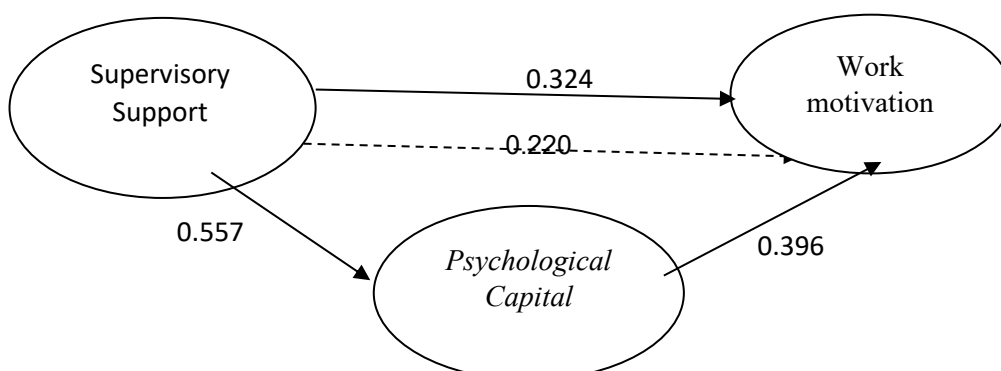 Supervisory
Support
0.324
Work
motivation
0.220
0.557
Psychological
Capital
0.396